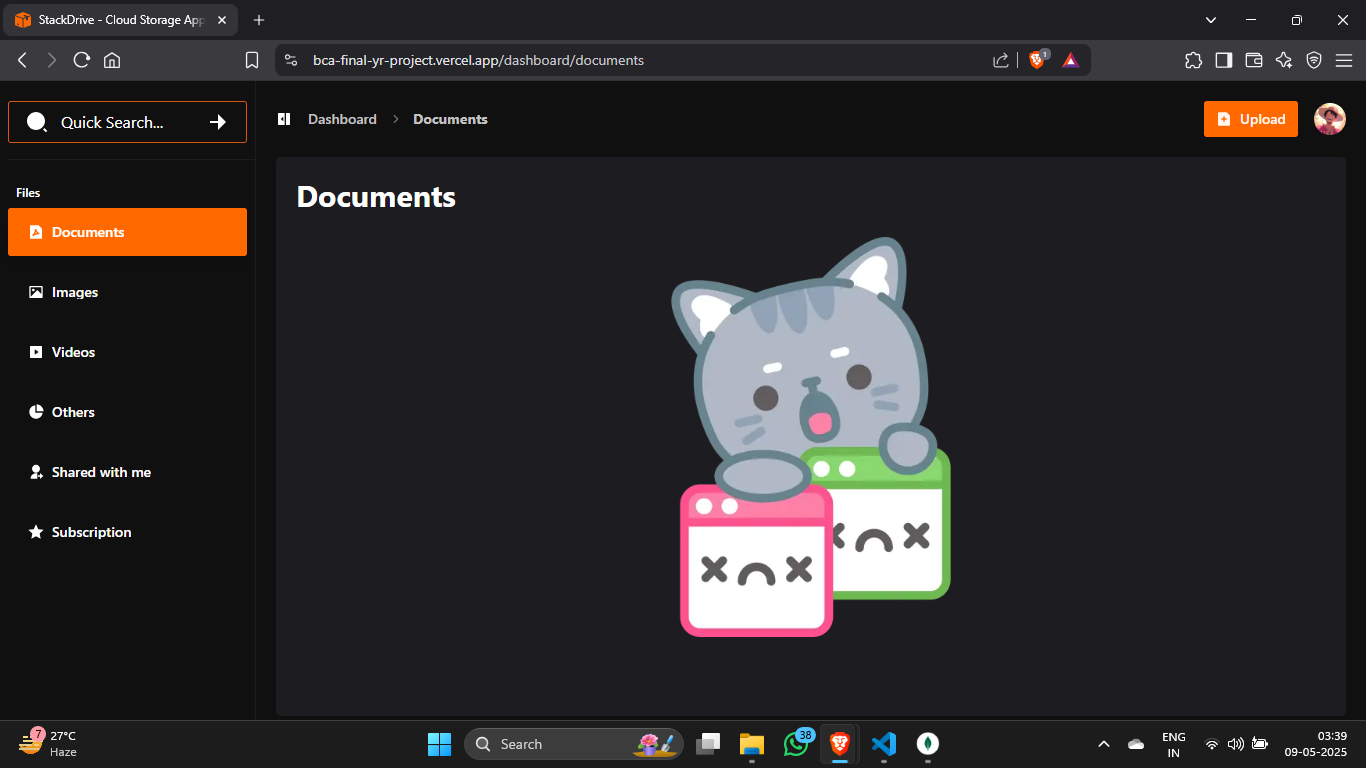 StackDrive - Cloud Storage App
bca-final-yr-project.vercel.app/dashboard/documents
1
Quick Search...
Dashboard
Documents
Upload
Files
Documents
Documents
Images
Videos
Others
Shared with me
Subscription
7
27°C
Haze
Search
38
ENG
IN
03:39
09-05-2025